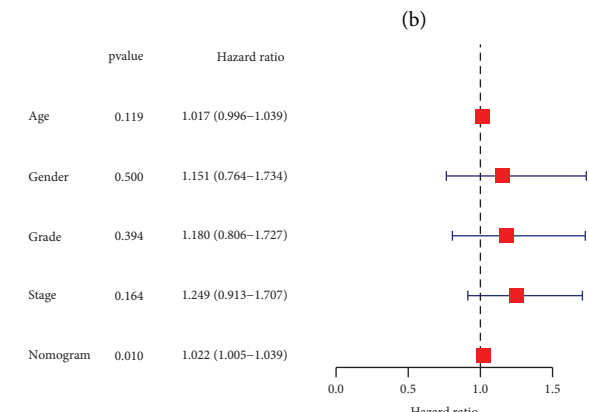 (b)
pvalue Hazard ratio
Age 0.119 1.017 (0.996−1.039)
Gender 0.500 1.151 (0.764−1.734)
Grade 0.394 1.180 (0.806−1.727)
Stage 0.164 1.249 (0.913−1.707)
Nomogram 0.010 1.022 (1.005−1.039)
0.0 0.5 1.0 1.5
Hazard ratio